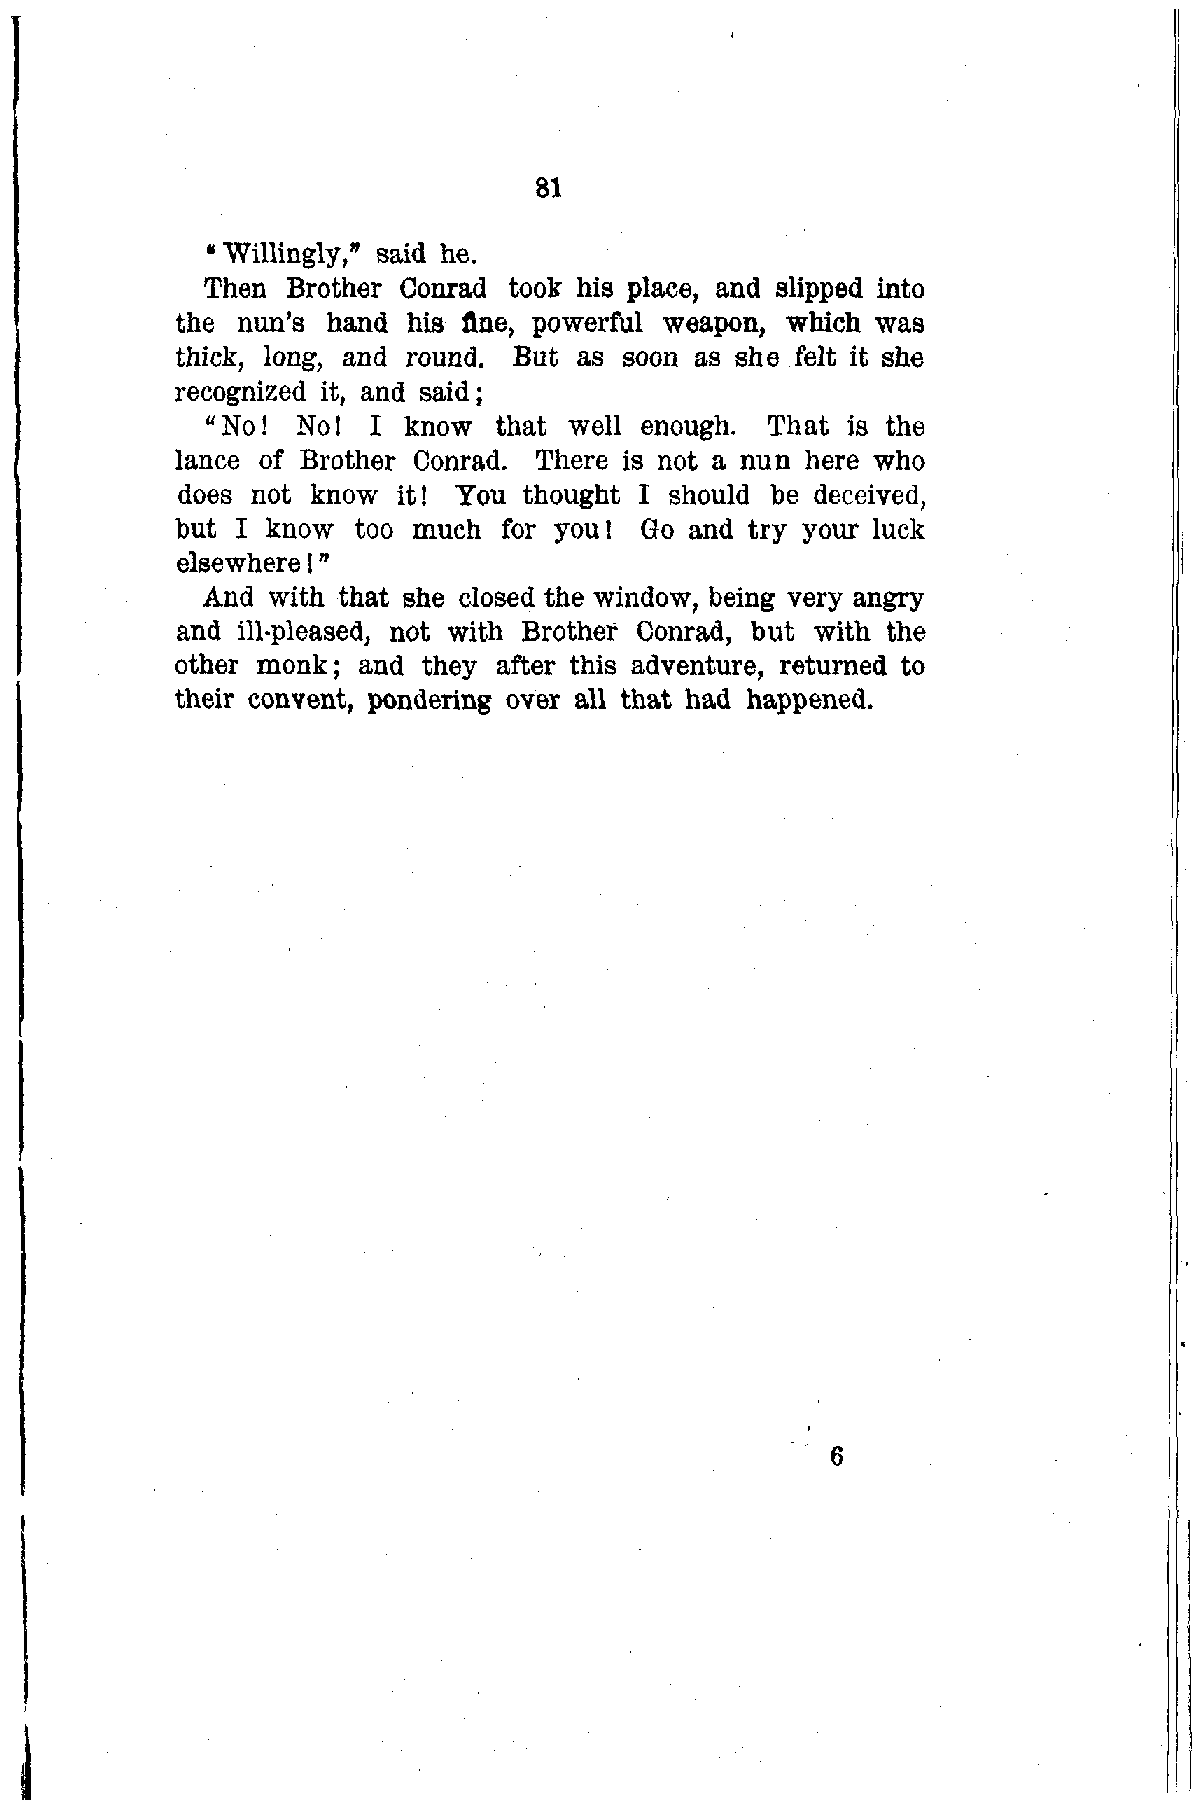 81
“Willingly,” said he.
Then Brother Conrad took his place, and slipped into
the nun's hand his fine, powerful weapon, which was
thick, long, and round. But as soon as she felt it she
recognized it, and said;
“No! No! I know that well enough. That is the
lance of Brother Conrad. There is not a nun here who
does not know it! You thought I should be deceived,
but I know too much for you! Go and try your luck
elsewhere!”
And with that she closed the window, being very angry
and ill-pleased, not with Brother Conrad, but with the
other monk; and they after this adventure, returned to
their convent, pondering over all that had happened.
6